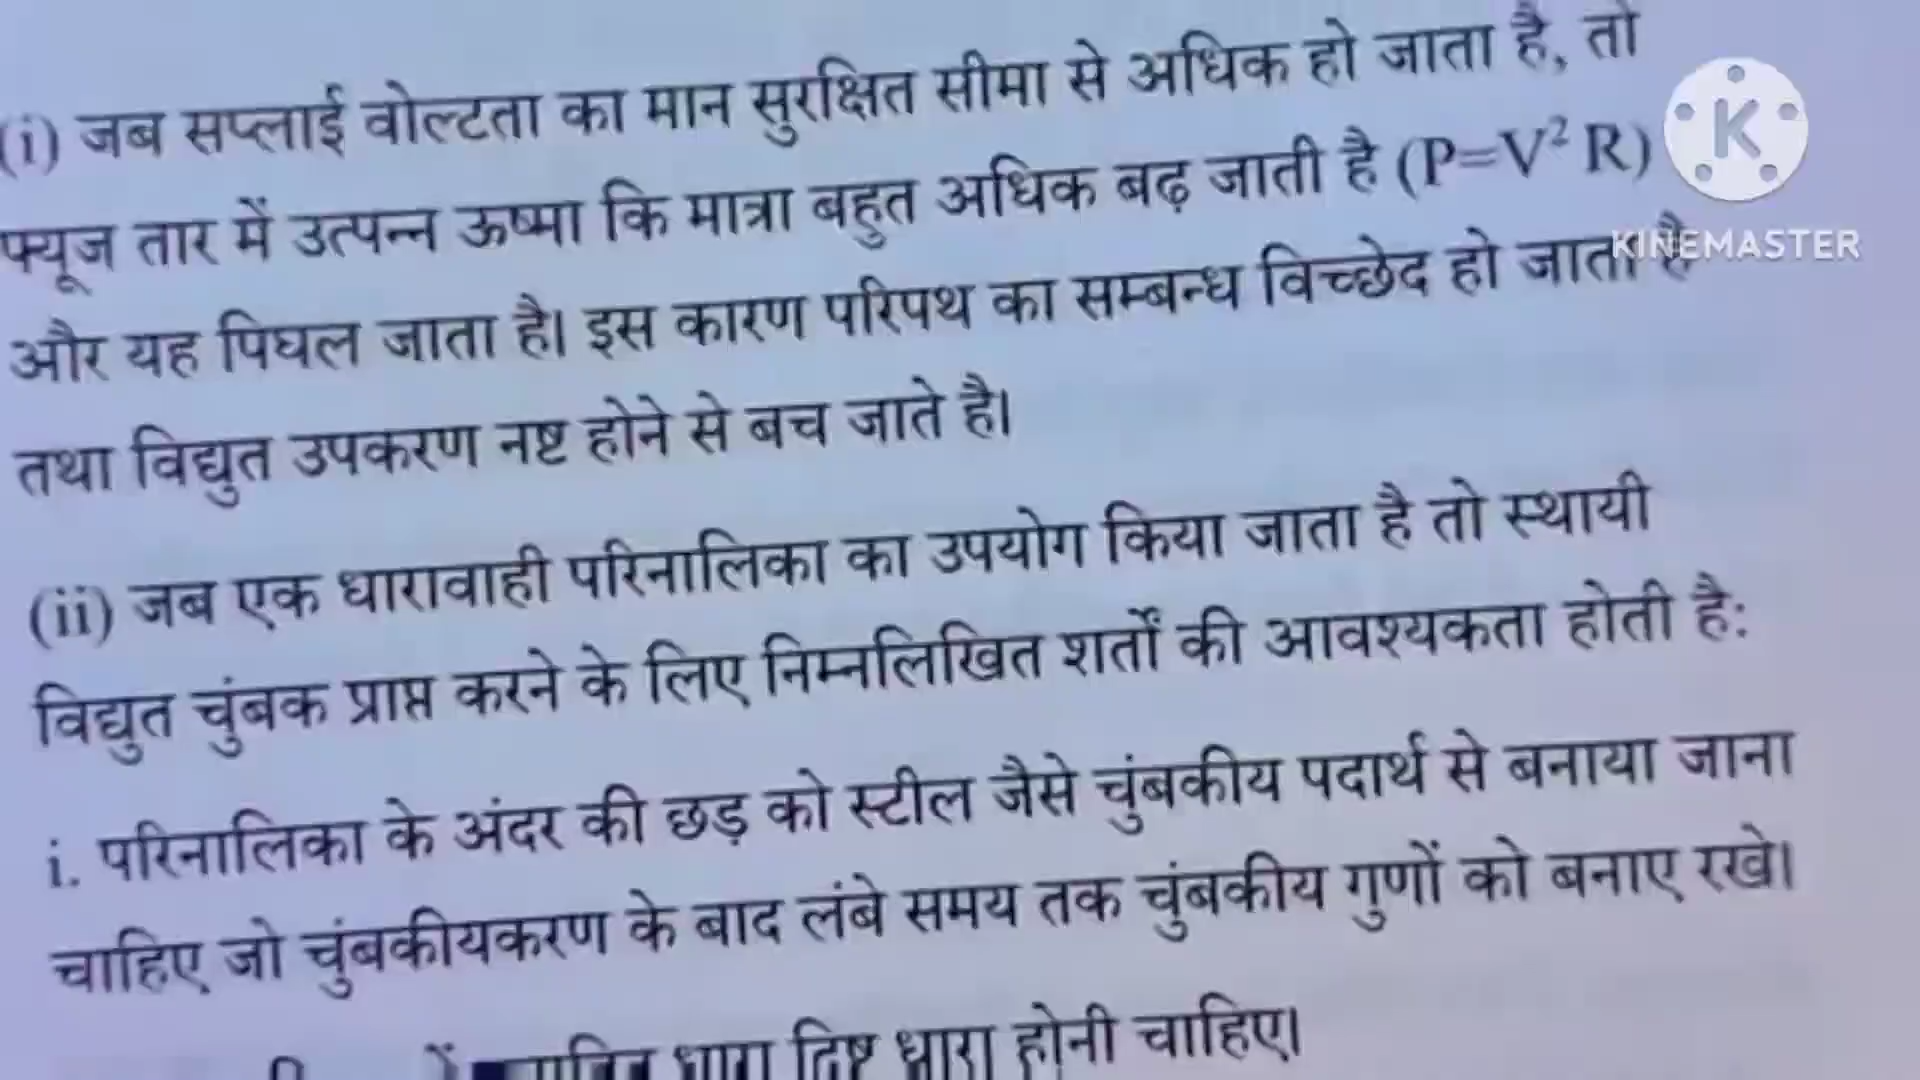 (i) जब सप्लाई वोल्टता का मान सुरक्षित सीमा से अधिक हो जाता है, तो
फ्यूज तार में उत्पन्न ऊष्मा कि मात्रा बहुत अधिक बढ़ जाती है (P=V² R)
और यह पिघल जाता है। इस कारण परिपथ का सम्बन्ध विच्छेद हो जाता है
तथा विद्युत उपकरण नष्ट होने से बच जाते है।
(ii) जब एक धारावाही परिनालिका का उपयोग किया जाता है तो स्थायी
विद्युत चुंबक प्राप्त करने के लिए निम्नलिखित शर्तों की आवश्यकता होती है:
i. परिनालिका के अंदर की छड़ को स्टील जैसे चुंबकीय पदार्थ से बनाया जाना
चाहिए जो चुंबकीयकरण के बाद लंबे समय तक चुंबकीय गुणों को बनाए रखे।
धारा दिष्ट धारा होनी चाहिए।
K
KINEMASTER